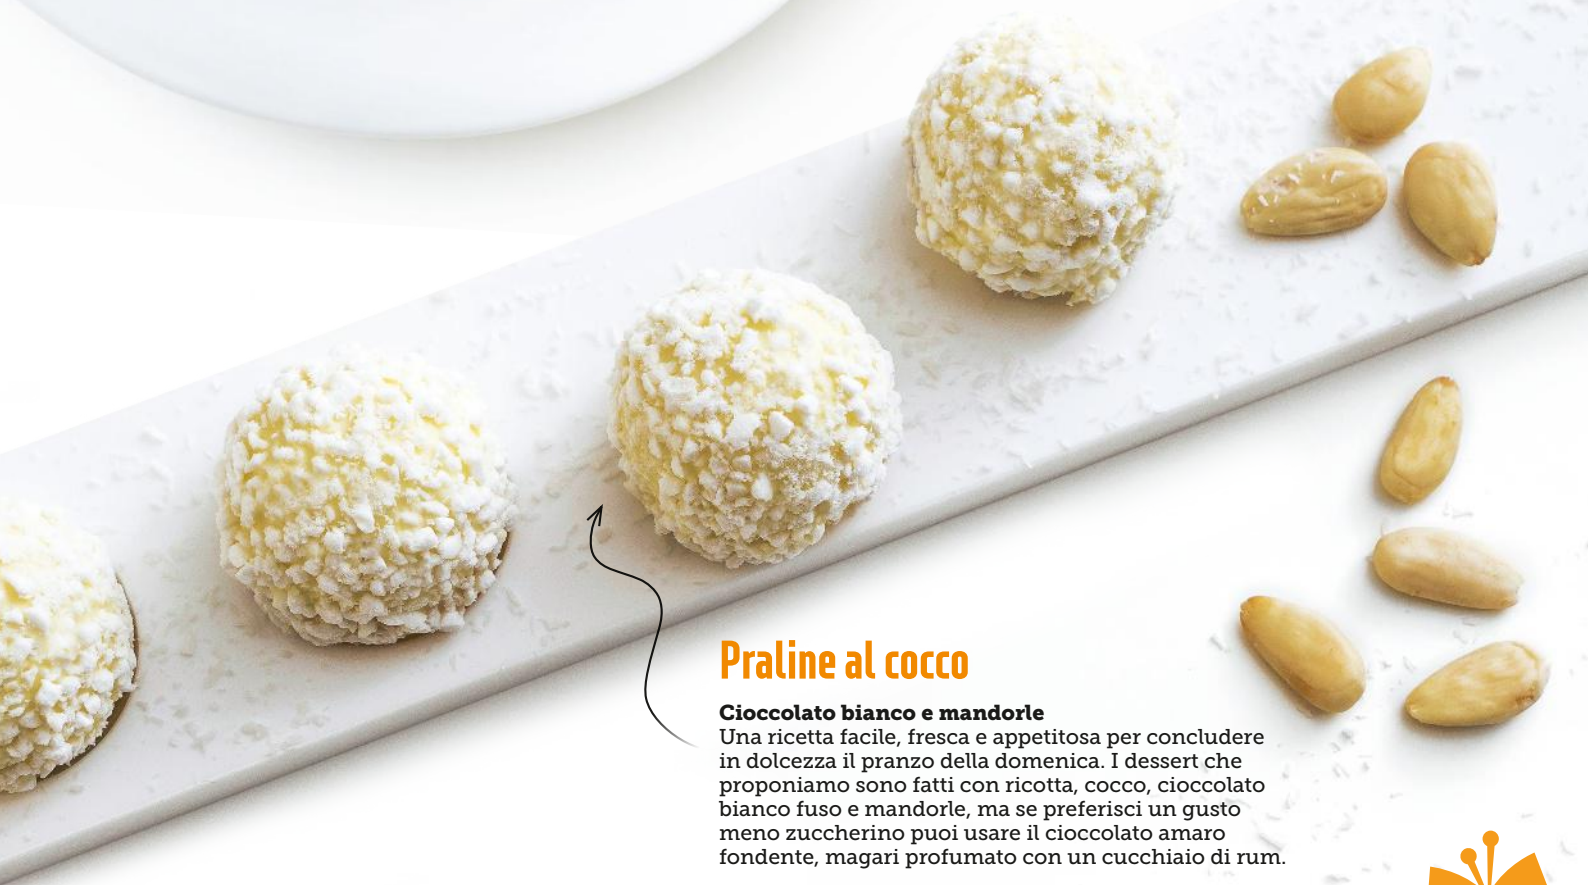 Praline al cocco
Cioccolato bianco e mandorle
Una ricetta facile, fresca e appetitosa per concludere
in dolcezza il pranzo della domenica. I dessert che
proponiamo sono fatti con ricotta, cocco, cioccolato
bianco fuso e mandorle, ma se preferisci un gusto
meno zuccherino puoi usare il cioccolato amaro
fondente, magari profumato con un cucchiaio di rum.